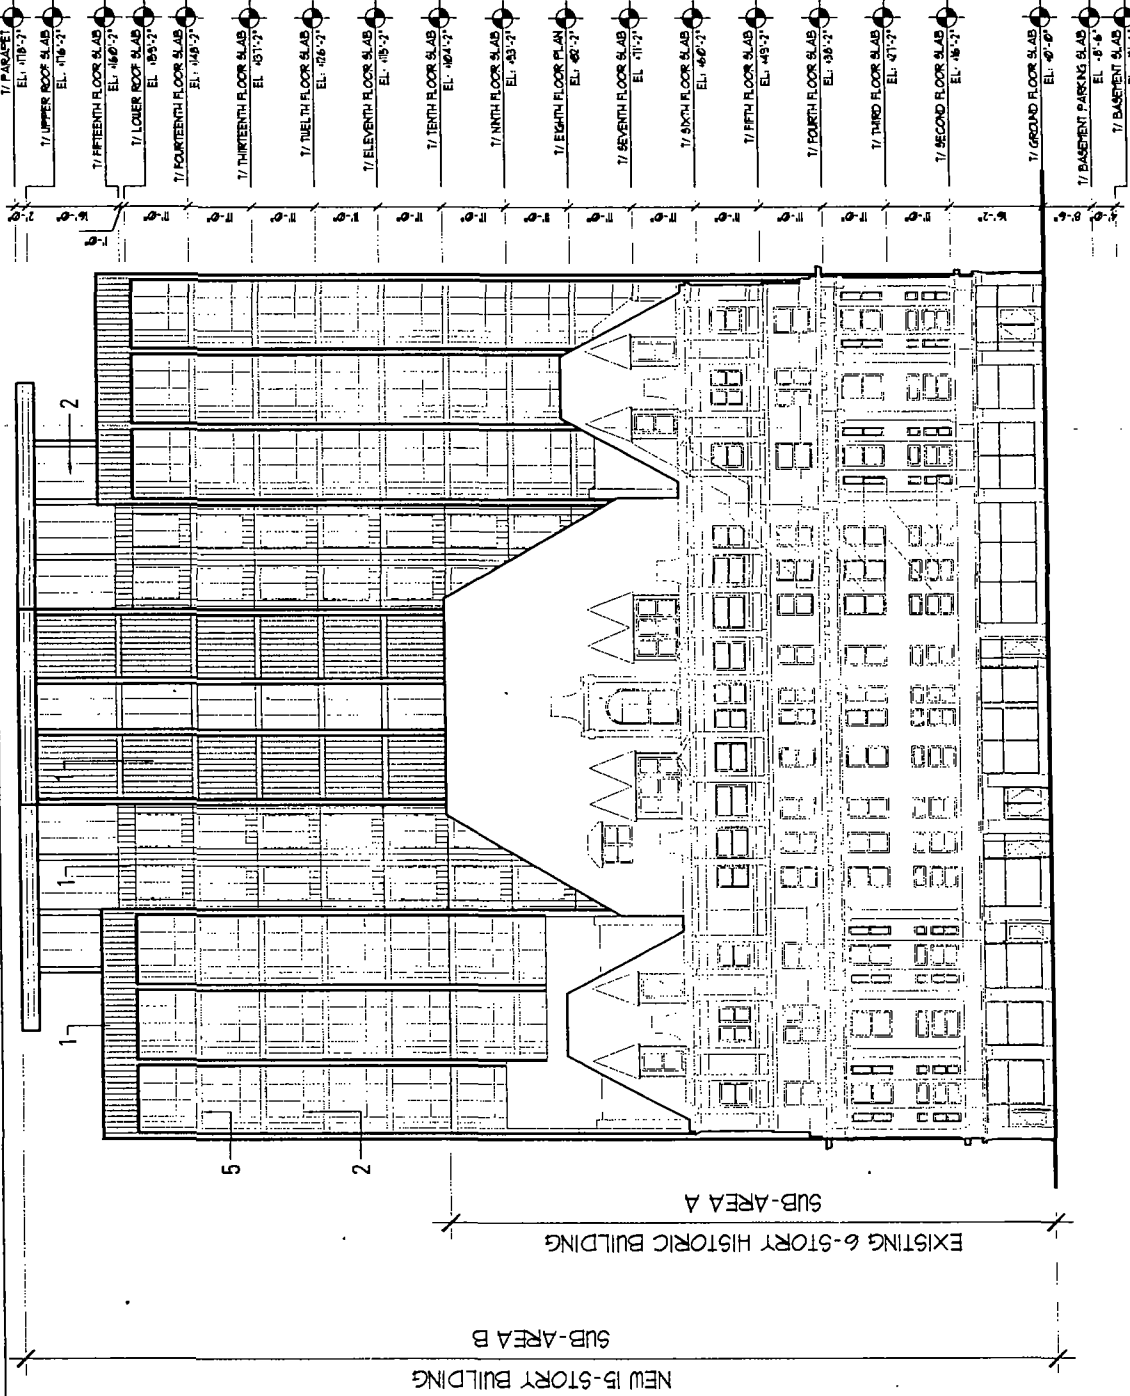 T/ PARAPET
EL: +178'-2"
T/ UPPER ROOF SLAB
EL: +176'-2"
T/ FIFTEENTH FLOOR SLAB
EL: +160'-2"
T/ LOWER ROOF SLAB
EL: +159'-2"
T/ FOURTEENTH FLOOR SLAB
EL: +148'-2"
T/ THIRTEENTH FLOOR SLAB
EL: +137'-2"
T/ TWELTH FLOOR SLAB
EL: +126'-2"
T/ ELEVENTH FLOOR SLAB
EL: +115'-2"
T/ TENTH FLOOR SLAB
EL: +104'-2"
T/ NINTH FLOOR SLAB
EL: +93'-2"
T/ EIGHTH FLOOR PLAN
EL: +82'-2"
T/ SEVENTH FLOOR SLAB
EL: +71'-2"
T/ SIXTH FLOOR SLAB
EL: +60'-2"
T/ FIFTH FLOOR SLAB
EL: +49'-2"
T/ FOURTH FLOOR SLAB
EL: +38'-2"
T/ THIRD FLOOR SLAB
EL: +27'-2"
T/ SECOND FLOOR SLAB
EL: +16'-2"
T/ GROUND FLOOR SLAB
EL: +0'-0"
T/ BASEMENT PARKING SLAB
EL: -8'-6"
T/ BASEMENT SLAB
2'-0"
16'-0"
1'-0"
11'-0"
11'-0"
11'-0"
11'-0"
11'-0"
11'-0"
11'-0"
11'-0"
11'-0"
11'-0"
11'-0"
11'-0"
11'-0"
16'-2"
8'-6"
2
1
1
1
5
2
SUB-AREA A
EXISTING 6-STORY HISTORIC BUILDING
SUB-AREA B
NEW 15-STORY BUILDING